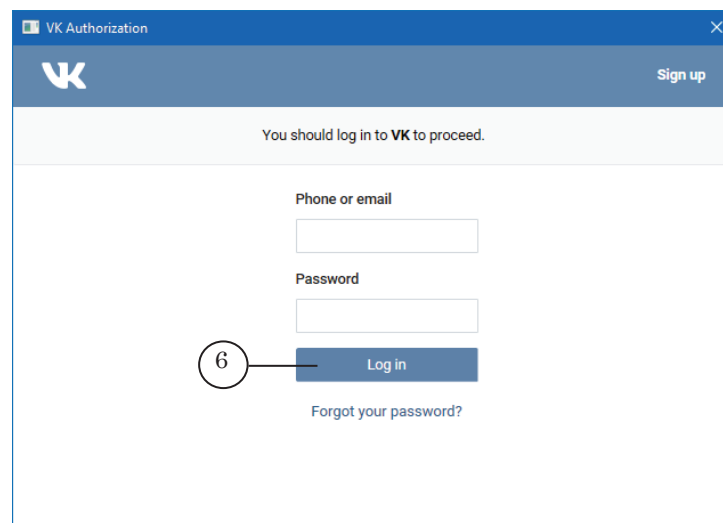 VK Authorization
VK
Sign up
You should log in to VK to proceed.
Phone or email
Password
6
Log in
Forgot your password?